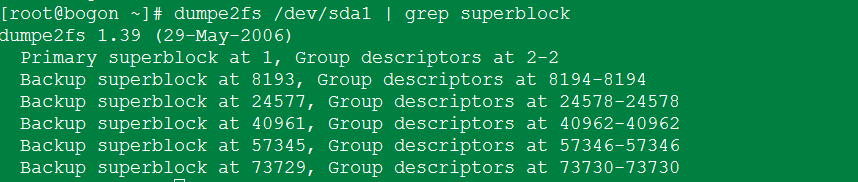 [root@bogon ~]# dumpe2fs /dev/sda1 | grep superblock
dumpe2fs 1.39 (29-May-2006)
  Primary superblock at 1, Group descriptors at 2-2
  Backup superblock at 8193, Group descriptors at 8194-8194
  Backup superblock at 24577, Group descriptors at 24578-24578
  Backup superblock at 40961, Group descriptors at 40962-40962
  Backup superblock at 57345, Group descriptors at 57346-57346
  Backup superblock at 73729, Group descriptors at 73730-73730